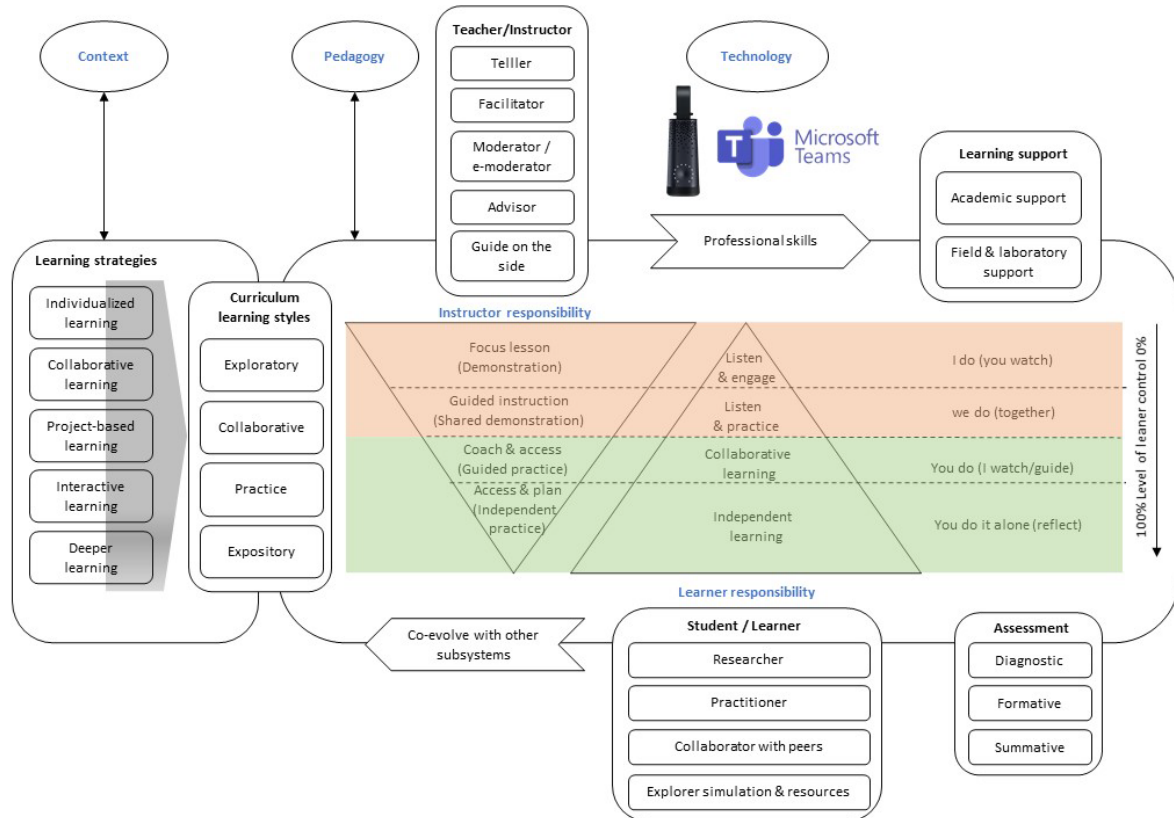 Context
Pedagogy
Teacher/Instructor
Telller
Facilitator
Moderator /
e-moderator
Advisor
Guide on the
side
Technology
T
Microsoft
Teams
Professional skills
Learning support
Academic support
Field & laboratory
support
Learning strategies
Individualized
learning
Collaborative
learning
Project-based
learning
Interactive
learning
Deeper
learning
Curriculum
learning styles
Exploratory
Collaborative
Practice
Expository
Instructor responsibility
Focus lesson
(Demonstration)
Listen
& engage
I do (you watch)
Guided instruction
(Shared demonstration)
Listen
& practice
we do (together)
Coach & access
(Guided practice)
Collaborative
learning
You do (I watch/guide)
Access & plan
(Independent
practice)
Independent
learning
You do it alone (reflect)
100% Level of leaner control 0%
Learner responsibility
Co-evolve with other
subsystems
Student / Learner
Researcher
Practitioner
Collaborator with peers
Explorer simulation & resources
Assessment
Diagnostic
Formative
Summative